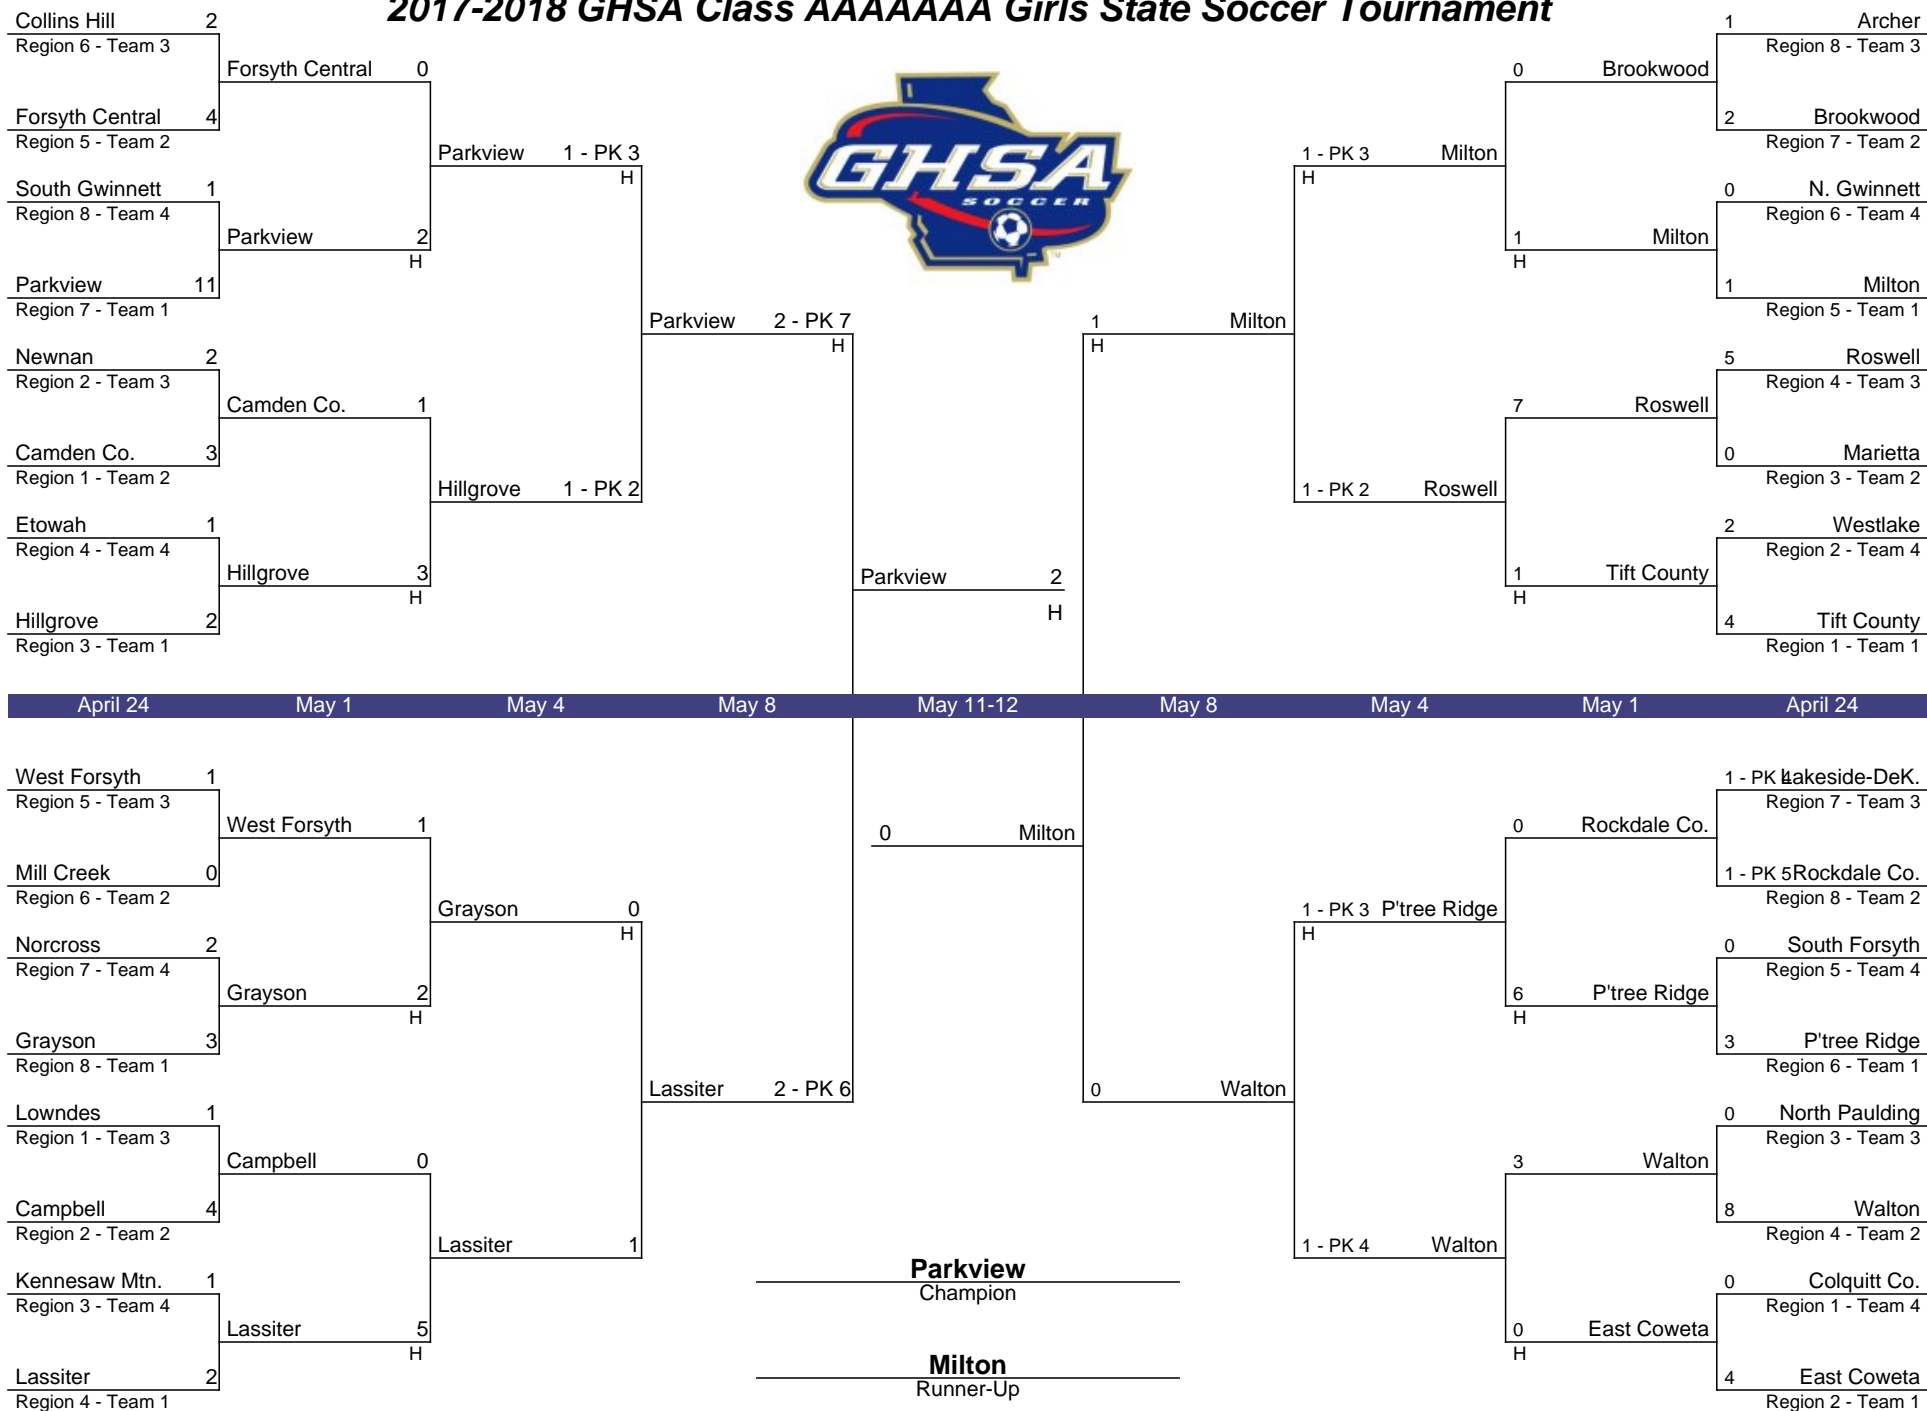 2017-2018 GHSA Class AAAAAAA Girls State Soccer Tournament
Collins Hill 2
Region 6 - Team 3
Forsyth Central 0
Forsyth Central 4
Region 5 - Team 2
Parkview 1 - PK 3
H
South Gwinnett 1
Region 8 - Team 4
Parkview 2
H
Parkview 11
Region 7 - Team 1
Parkview 2 - PK 7
H
Newnan 2
Region 2 - Team 3
Camden Co. 1
Camden Co. 3
Region 1 - Team 2
Hillgrove 1 - PK 2
Etowah 1
Region 4 - Team 4
Hillgrove 3
H
Hillgrove 2
Region 3 - Team 1
Parkview 2
H
GHSA
SOCCER
TM
1 Archer
Region 8 - Team 3
0 Brookwood
2 Brookwood
Region 7 - Team 2
1 - PK 3 Milton
H
0 N. Gwinnett
Region 6 - Team 4
1 Milton
H
1 Milton
Region 5 - Team 1
1 Milton
H
5 Roswell
Region 4 - Team 3
7 Roswell
0 Marietta
Region 3 - Team 2
1 - PK 2 Roswell
2 Westlake
Region 2 - Team 4
1 Tift County
H
4 Tift County
Region 1 - Team 1
April 24 May 1 May 4 May 8 May 11-12 May 8 May 4 May 1 April 24
West Forsyth 1
Region 5 - Team 3
West Forsyth 1
Mill Creek 0
Region 6 - Team 2
Grayson 0
H
Norcross 2
Region 7 - Team 4
Grayson 2
H
Grayson 3
Region 8 - Team 1
Lassiter 2 - PK 6
Lowndes 1
Region 1 - Team 3
Campbell 0
Campbell 4
Region 2 - Team 2
Lassiter 1
Kennesaw Mtn. 1
Region 3 - Team 4
Lassiter 5
H
Lassiter 2
Region 4 - Team 1
0 Milton
1 - PK 4 Lakeside-DeK.
Region 7 - Team 3
0 Rockdale Co.
1 - PK 5 Rockdale Co.
Region 8 - Team 2
1 - PK 3 P'tree Ridge
H
0 South Forsyth
Region 5 - Team 4
6 P'tree Ridge
H
3 P'tree Ridge
Region 6 - Team 1
0 Walton
0 North Paulding
Region 3 - Team 3
3 Walton
8 Walton
Region 4 - Team 2
1 - PK 4 Walton
0 Colquitt Co.
Region 1 - Team 4
0 East Coweta
H
4 East Coweta
Region 2 - Team 1
Parkview
Champion
Milton
Runner-Up